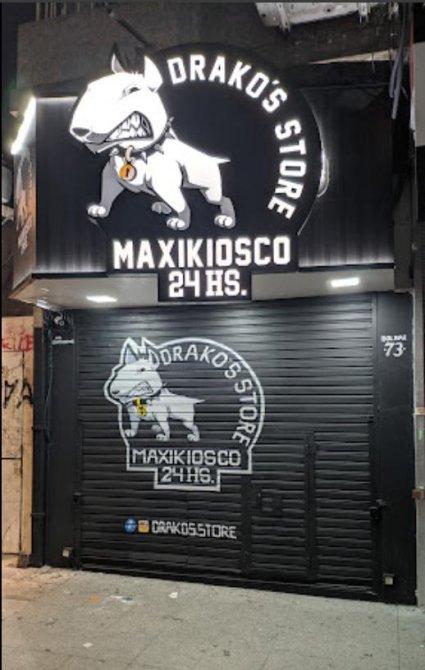 DRAKO'S STORE
MAXIKIOSCO
24 HS.
73
DRAKO'S STORE
MAXIKIOSCO
24 HS.
DRAKOS.STORE